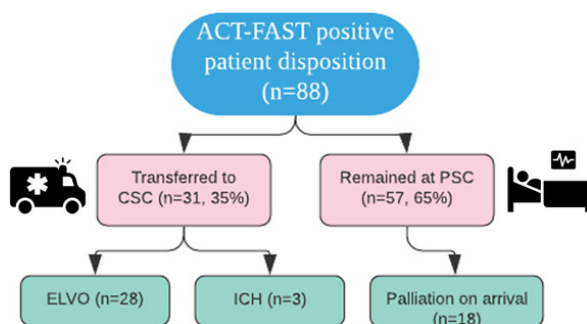 ACT-FAST positive
patient disposition
(n=88)
Transferred to
CSC (n=31, 35%)
Remained at PSC
(n=57, 65%)
ELVO (n=28)
ICH (n=3)
Palliation on arrival
(n=18)